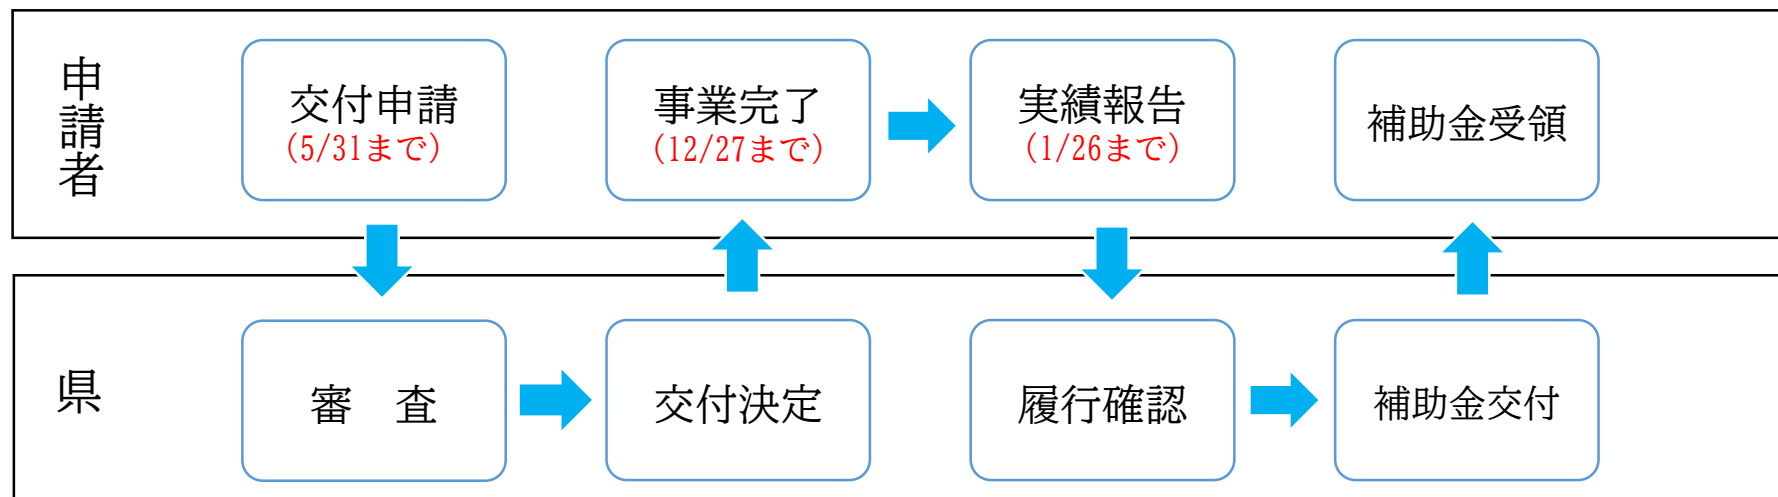 申請者
交付申請
（5/31まで）
事業完了
（12/27まで）
実績報告
（1/26まで）
補助金受領
県
審　査
交付決定
履行確認
補助金交付